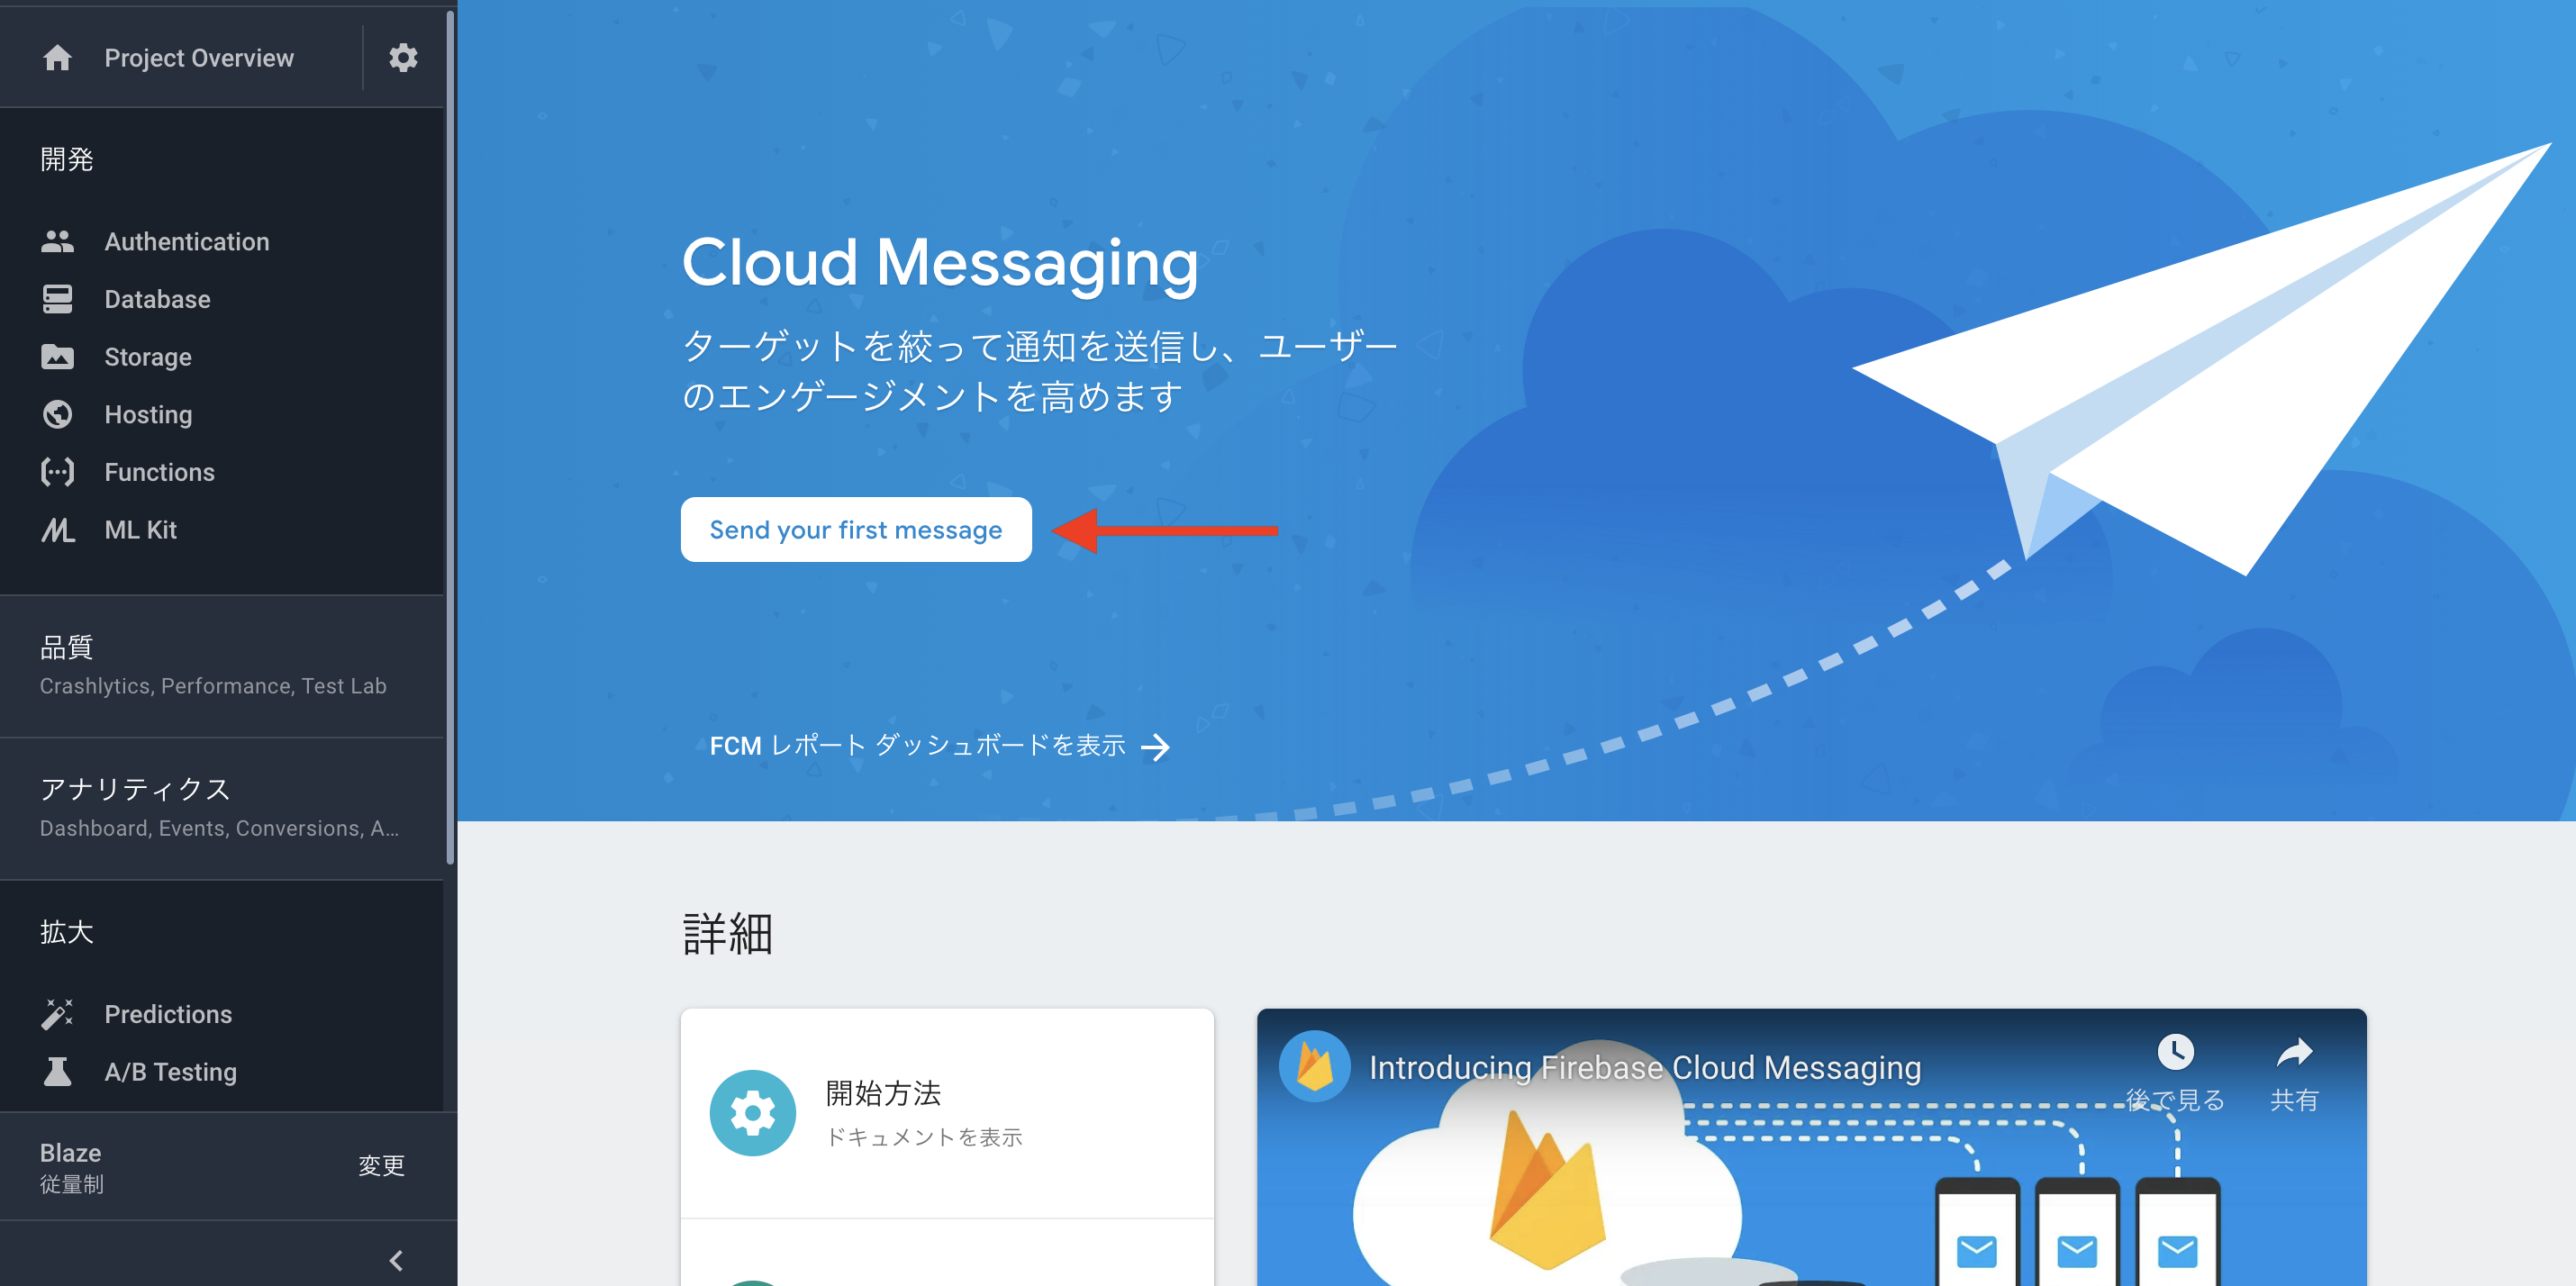 Project Overview
開発
Authentication
Database
Storage
Hosting
Functions
ML Kit
品質
Crashlytics, Performance, Test Lab
アナリティクス
Dashboard, Events, Conversions, A...
拡大
Predictions
A/B Testing
Blaze
従量制
変更
Cloud Messaging
ターゲットを絞って通知を送信し、ユーザー
のエンゲージメントを高めます
Send your first message
FCM レポート ダッシュボードを表示
詳細
開始方法
ドキュメントを表示
Introducing Firebase Cloud Messaging
後で見る
共有